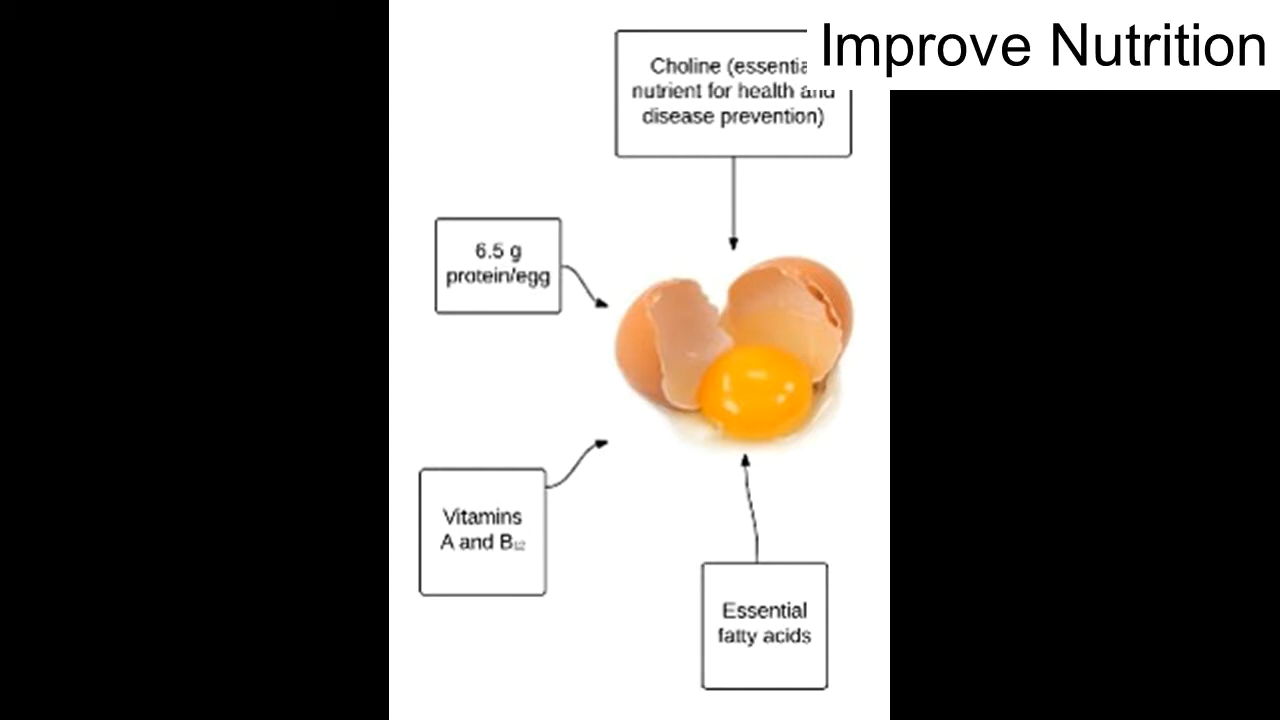 Improve Nutrition
Choline (essentia
nutrient for health and
disease prevention)
6.5 g
protein/egg
Vitamins
A and B₁₂
Essential
fatty acids